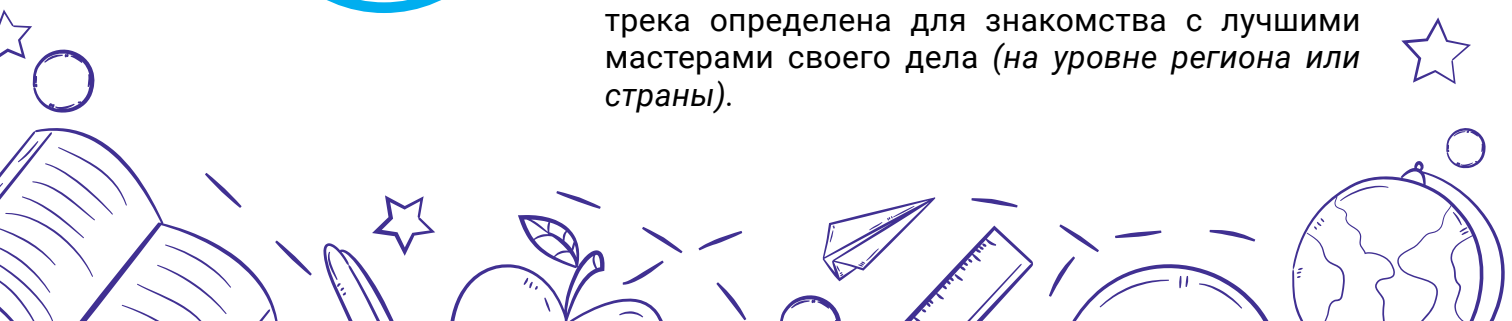 трека определена для знакомства с лучшими
мастерами своего дела (на уровне региона или
страны).